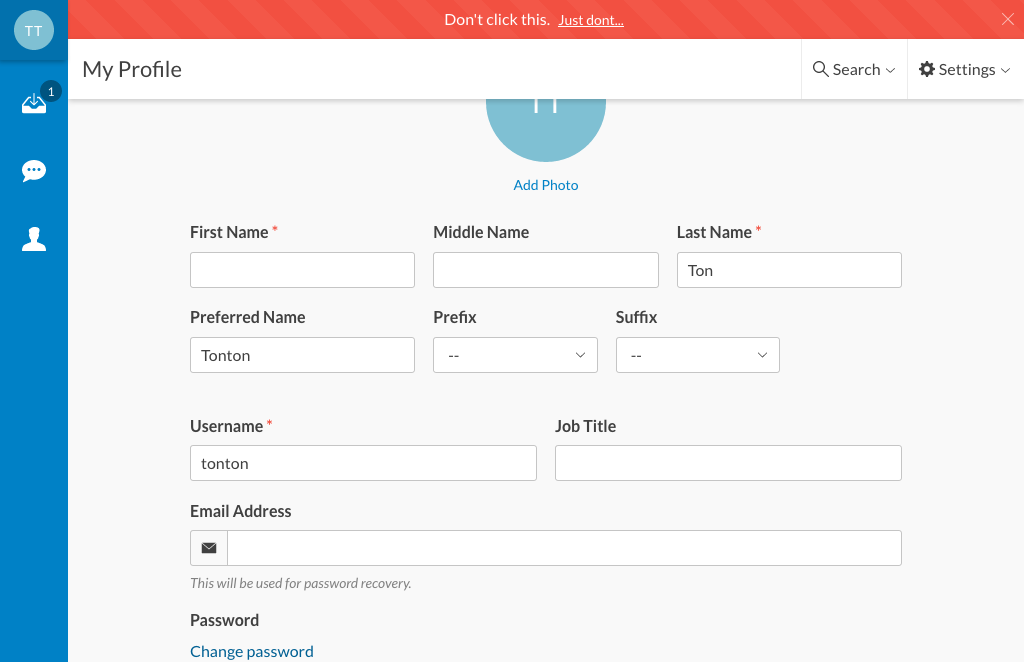 TT
Don't click this. Just dont...
1
My Profile
Search
Settings
Add Photo
First Name *
Middle Name
Last Name *
Ton
Preferred Name
Prefix
Suffix
Tonton
--
--
Username *
Job Title
tonton
Email Address
This will be used for password recovery.
Password
Change password